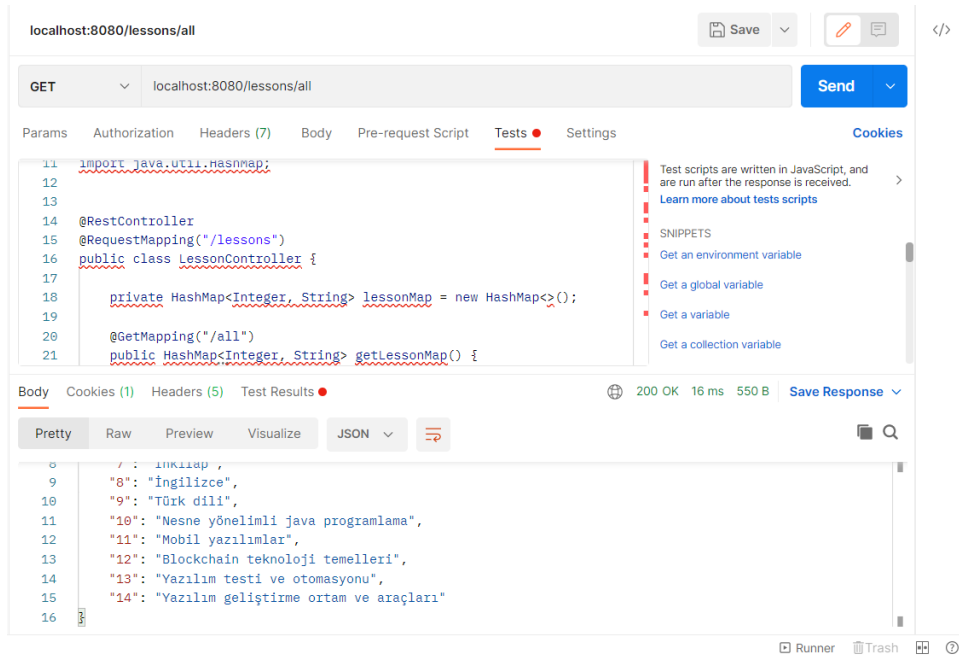 localhost:8080/lessons/all
Save
</>
GET
localhost:8080/lessons/all
Send
Params Authorization Headers (7) Body Pre-request Script Tests Settings Cookies
11 import java.util.HashMap;
12
13
14 @RestController
15 @RequestMapping("/lessons")
16 public class LessonController {
17
18 private HashMap<Integer, String> lessonMap = new HashMap<>();
19
20 @GetMapping("/all")
21 public HashMap<Integer, String> getLessonMap() {
Test scripts are written in JavaScript, and
are run after the response is received.
Learn more about tests scripts
SNIPPETS
Get an environment variable
Get a global variable
Get a variable
Get a collection variable
Body Cookies (1) Headers (5) Test Results 200 OK 16 ms 550 B Save Response
Pretty Raw Preview Visualize JSON
8 "7": "İnkılap",
9 "8": "İngilizce",
10 "9": "Türk dili",
11 "10": "Nesne yönelimli java programlama",
12 "11": "Mobil yazılımlar",
13 "12": "Blockchain teknoloji temelleri",
14 "13": "Yazılım testi ve otomasyonu",
15 "14": "Yazılım geliştirme ortam ve araçları"
16 }
Runner Trash